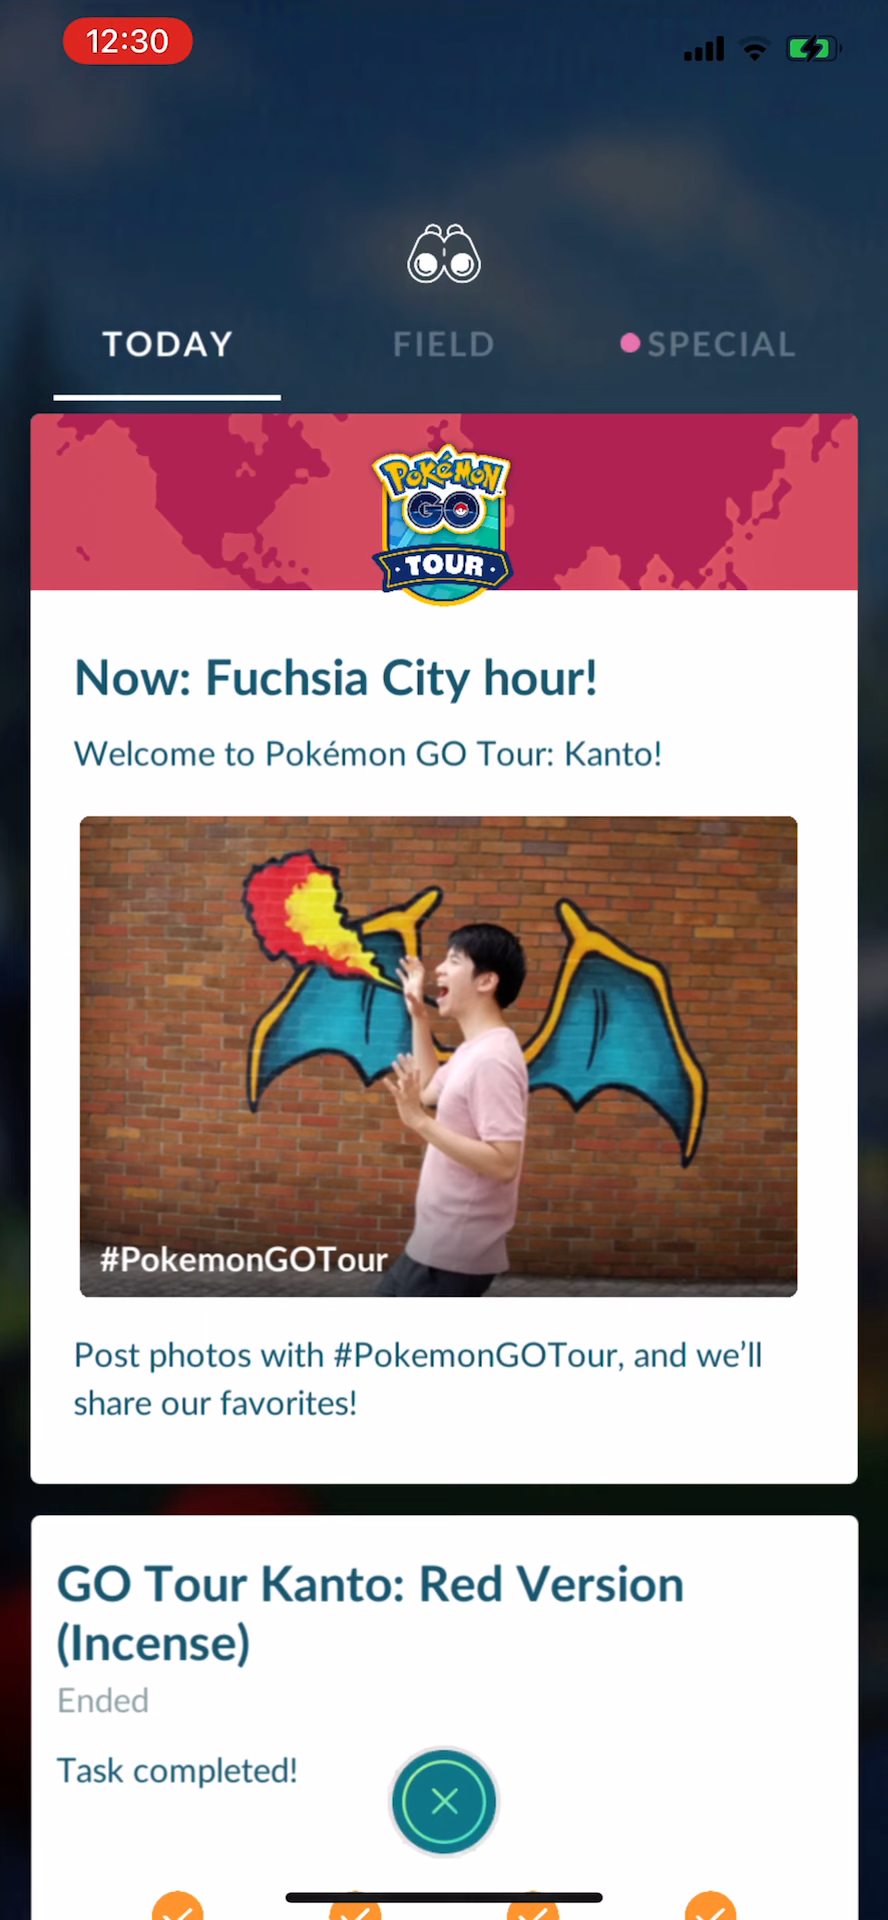 12:30
TODAY
FIELD
SPECIAL
POKÉMON
GO
TOUR
Now: Fuchsia City hour!
Welcome to Pokémon GO Tour: Kanto!
#PokemonGOTour
Post photos with #PokemonGOTour, and we’ll
share our favorites!
GO Tour Kanto: Red Version
(Incense)
Ended
Task completed!